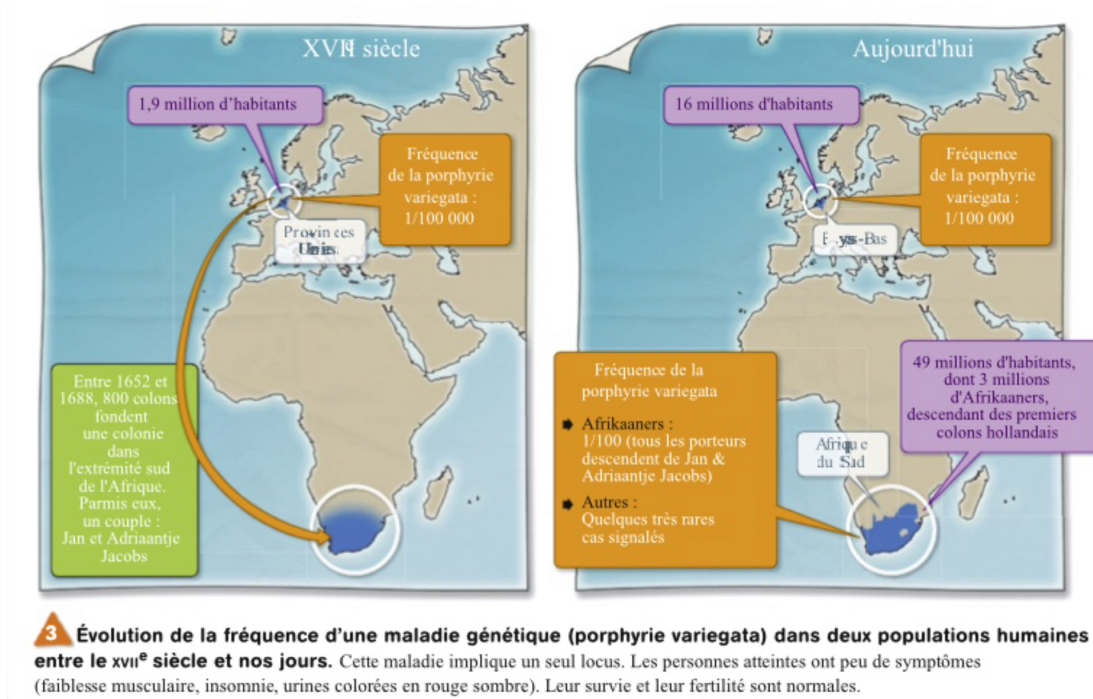 siècle
1,9 million d'habitants
Fréquence
de la porphyrie
variegata :
1/100 000
Provinces
Unies
Entre 1652 et
1688, 800 colons
fondent
une colonie
dans
l'extrémité sud
de l'Afrique.
Parmis eux,
un couple :
Jan et Adriaantje
Jacobs
Aujourd'hui
16 millions d'habitants
Fréquence
de la porphyrie
variegata :
1/100 000
Pays-Bas
Fréquence de la
porphyrie variegata
Afrikaaners :
1/100 (tous les porteurs
descendent de Jan &
Adriaantje Jacobs)
Autres :
Quelques très rares
cas signalés
49 millions d'habitants,
dont 3 millions
d'Afrikaaners,
descendant des premiers
colons hollandais
Afrique
du Sud
3 Évolution de la fréquence d'une maladie génétique (porphyrie variegata) dans deux populations humaines
entre le XVIIe siècle et nos jours. Cette maladie implique un seul locus. Les personnes atteintes ont peu de symptômes
(faiblesse musculaire, insomnie, urines colorées en rouge sombre). Leur survie et leur fertilité sont normales.